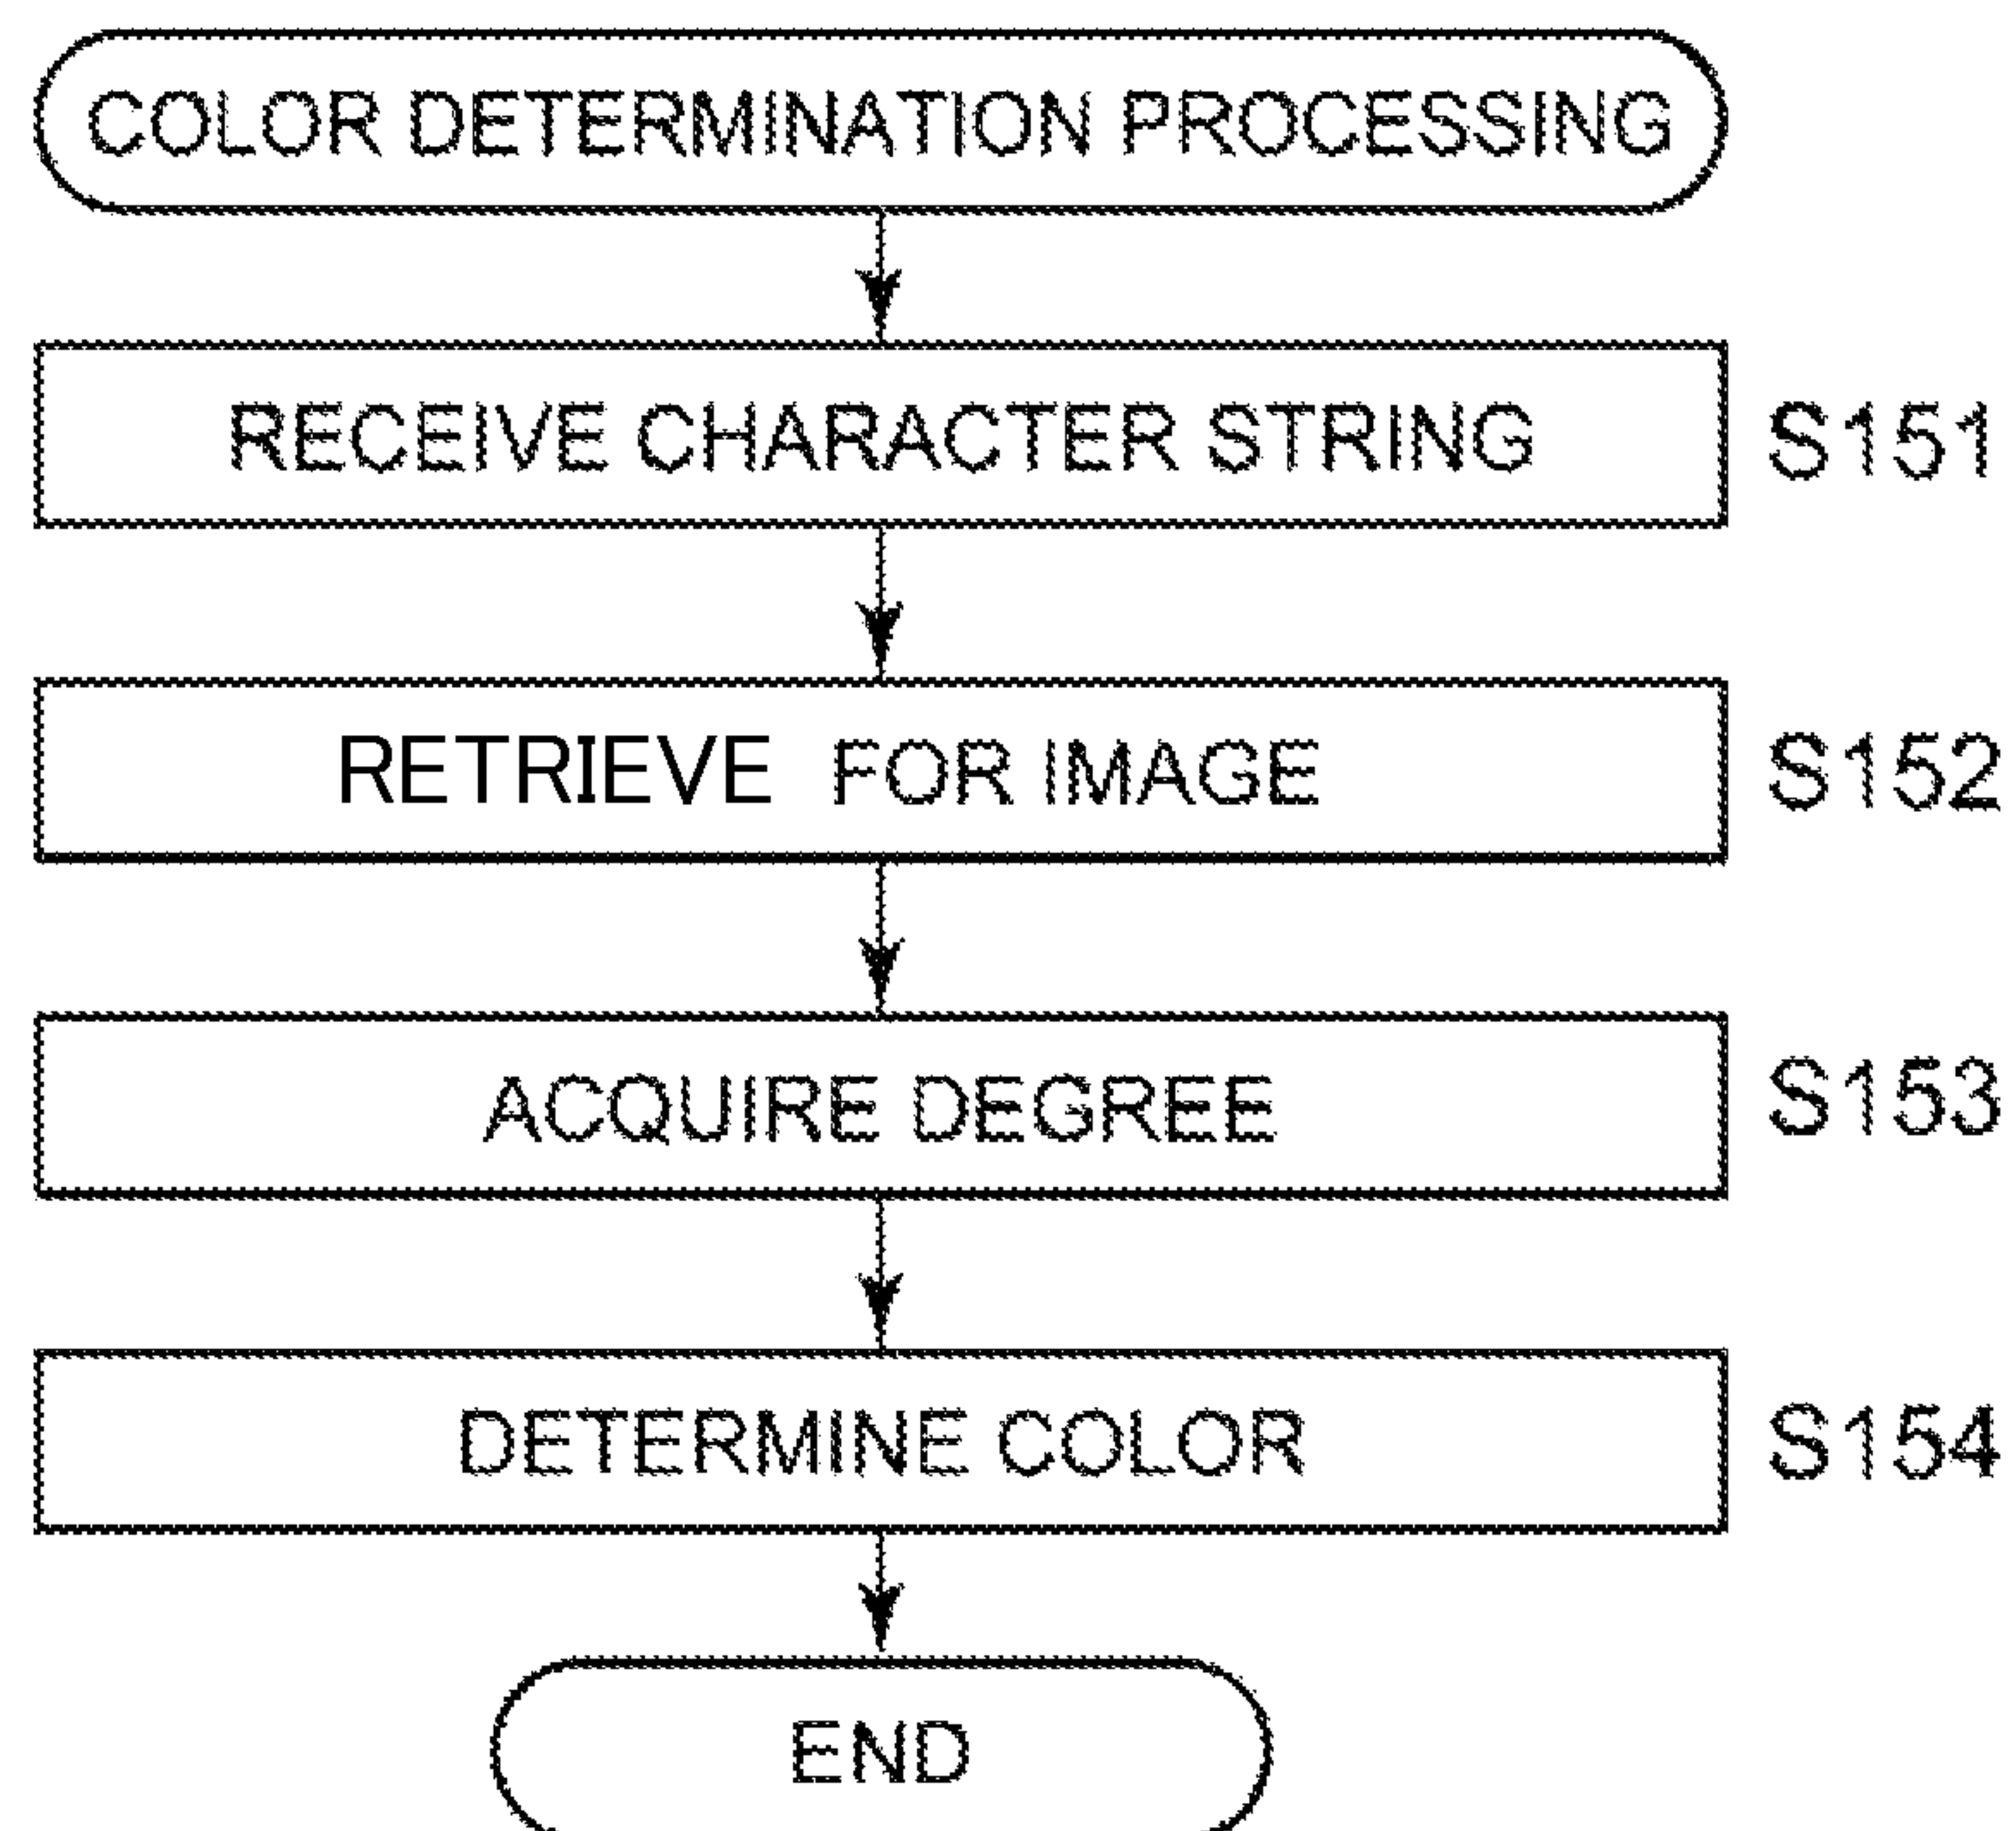 COLOR DETERMINATION PROCESSING
RECEIVE CHARACTER STRING S151
RETRIEVE FOR IMAGE S152
ACQUIRE DEGREE S153
DETERMINE COLOR S154
END